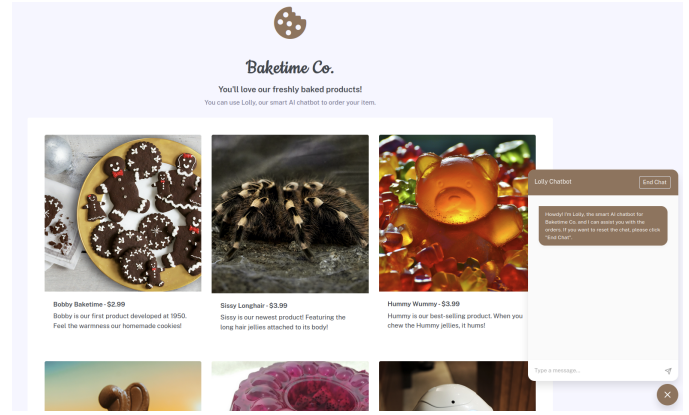 Baketime Co.
You'll love our freshly baked products!
You can use Lolly, our smart AI chatbot to order your item.
Bobby Baketime - $2.99
Bobby is our first product developed at 1950.
Feel the warmness our homemade cookies!
Sissy Longhair - $3.99
Sissy is our newest product! Featuring the
long hair jellies attached to its body!
Hummy Wummy - $3.99
Hummy is our best-selling product. When you
chew the Hummy jellies, it hums!
Lolly Chatbot
End Chat
Howdy! I'm Lolly, the smart AI chatbot for
Baketime Co. and I can assist you with the
orders. If you want to reset the chat, please click
"End Chat".
Type a message...